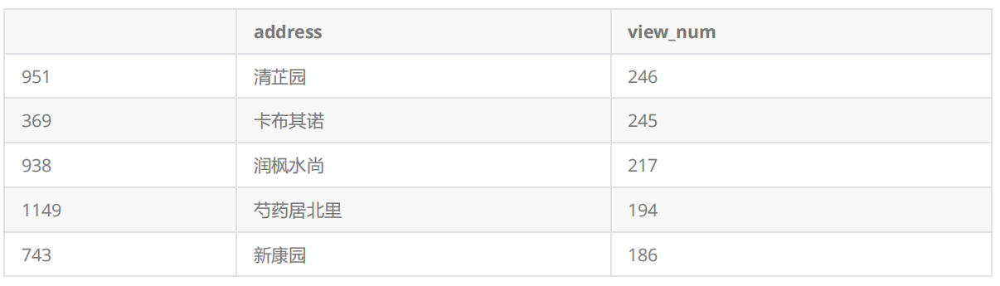 address view_num
951 清芷园 246
369 卡布其诺 245
938 润枫水尚 217
1149 芍药居北里 194
743 新康园 186